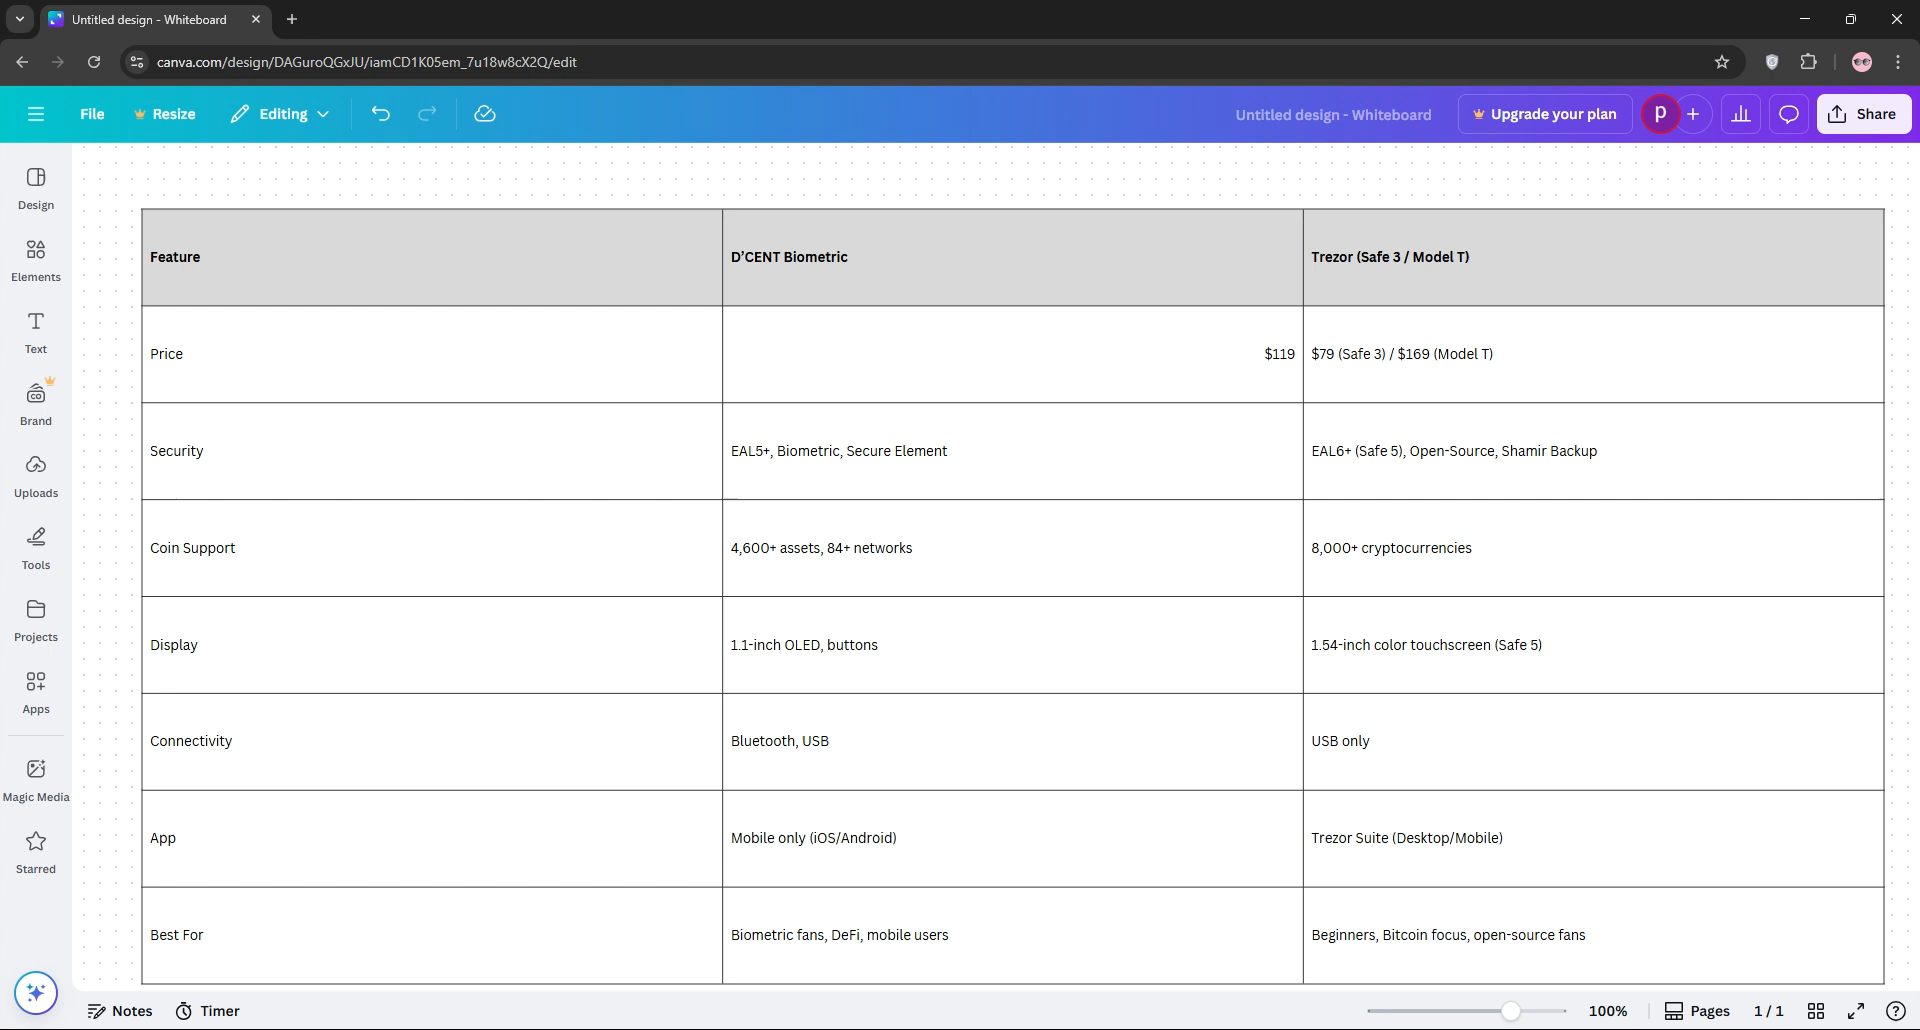 Untitled design - Whiteboard
canva.com/design/DAGuroQGxJU/iamCD1K05em_7u18w8cX2Q/edit
File Resize Editing Untitled design - Whiteboard Upgrade your plan p Share
Design
Elements
Text
Brand
Uploads
Tools
Projects
Apps
Magic Media
Starred
Feature D’CENT Biometric Trezor (Safe 3 / Model T)
Price $119 $79 (Safe 3) / $169 (Model T)
Security EAL5+, Biometric, Secure Element EAL6+ (Safe 5), Open-Source, Shamir Backup
Coin Support 4,600+ assets, 84+ networks 8,000+ cryptocurrencies
Display 1.1-inch OLED, buttons 1.54-inch color touchscreen (Safe 5)
Connectivity Bluetooth, USB USB only
App Mobile only (iOS/Android) Trezor Suite (Desktop/Mobile)
Best For Biometric fans, DeFi, mobile users Beginners, Bitcoin focus, open-source fans
Notes Timer 100% Pages 1 / 1